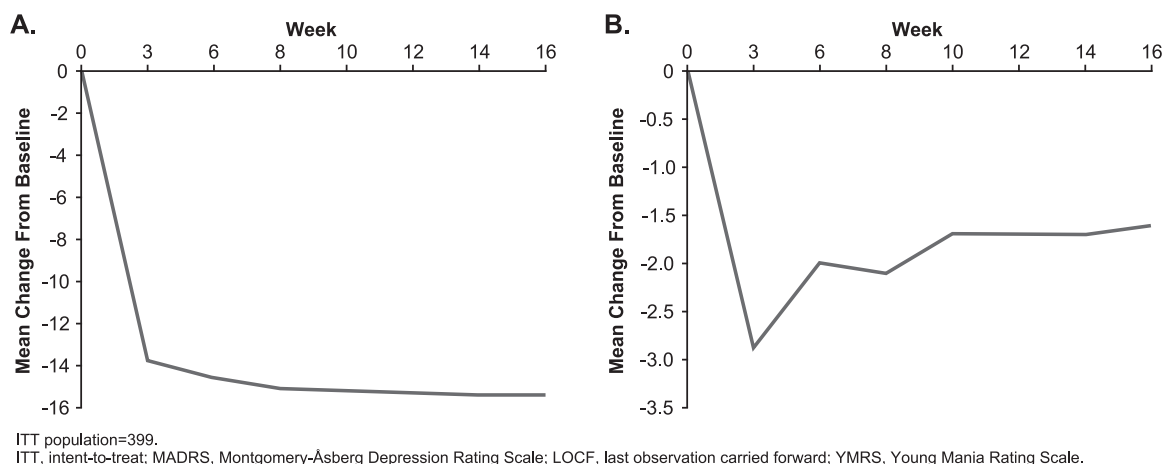 A.
Week
0 3 6 8 10 12 14 16
0
-2
-4
-6
-8
-10
-12
-14
-16
Mean Change From Baseline
B.
Week
0 3 6 8 10 12 14 16
0
-0.5
-1.0
-1.5
-2.0
-2.5
-3.0
-3.5
Mean Change From Baseline
ITT population=399.
ITT, intent-to-treat; MADRS, Montgomery-Åsberg Depression Rating Scale; LOCF, last observation carried forward; YMRS, Young Mania Rating Scale.